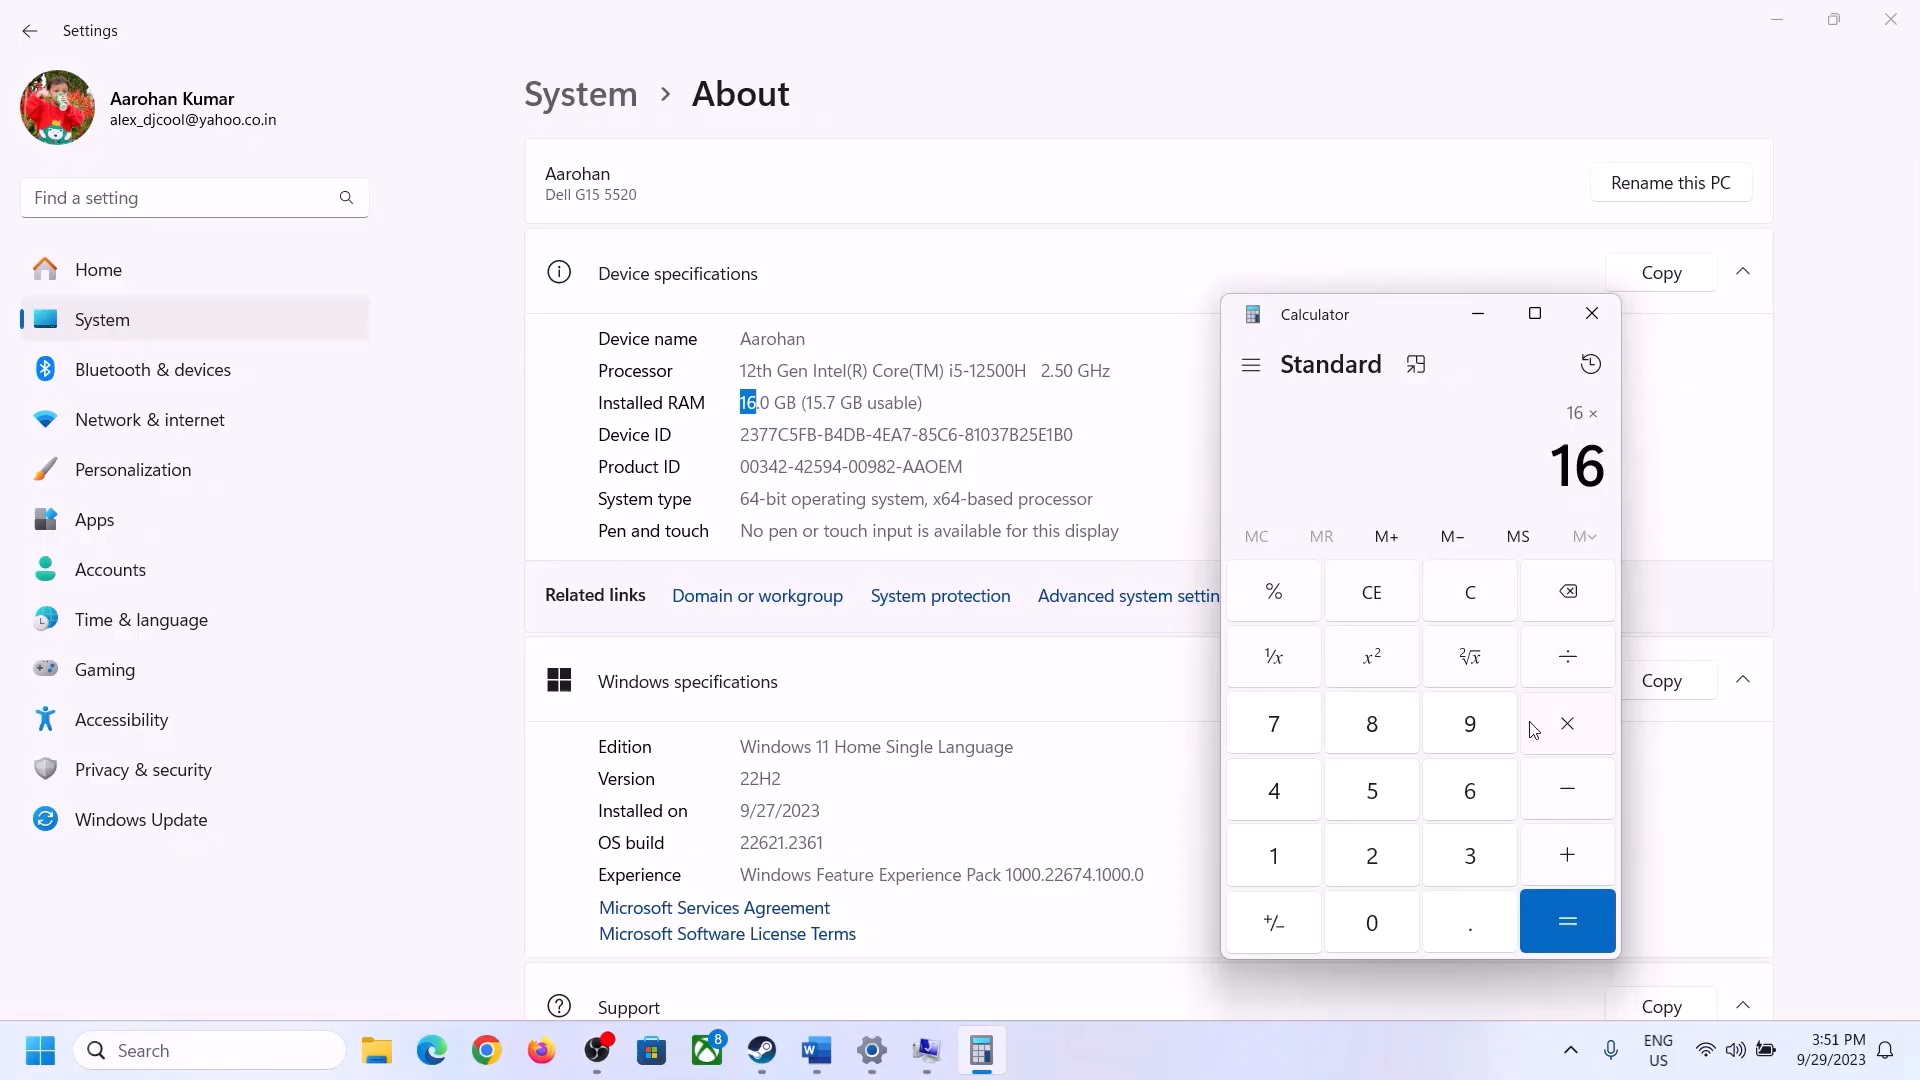 Settings
Aarohan Kumar
alex_djcool@yahoo.co.in
Find a setting
Home
System
Bluetooth & devices
Network & internet
Personalization
Apps
Accounts
Time & language
Gaming
Accessibility
Privacy & security
Windows Update
System > About
Aarohan
Dell G15 5520
Rename this PC
Device specifications
Copy
Device name Aarohan
Processor 12th Gen Intel(R) Core(TM) i5-12500H 2.50 GHz
Installed RAM 16.0 GB (15.7 GB usable)
Device ID 2377C5FB-B4DB-4EA7-85C6-81037B25E1B0
Product ID 00342-42594-00982-AAOEM
System type 64-bit operating system, x64-based processor
Pen and touch No pen or touch input is available for this display
Related links Domain or workgroup System protection Advanced system settin
Windows specifications
Copy
Edition Windows 11 Home Single Language
Version 22H2
Installed on 9/27/2023
OS build 22621.2361
Experience Windows Feature Experience Pack 1000.22674.1000.0
Microsoft Services Agreement
Microsoft Software License Terms
Support
Copy
Calculator
Standard
16 ×
16
MC MR M+ M− MS M
% CE C
¹/x x² ²√x ÷
7 8 9 ×
4 5 6 −
1 2 3 +
+/− 0 . =
Search
8
W
ENG
US
3:51 PM
9/29/2023